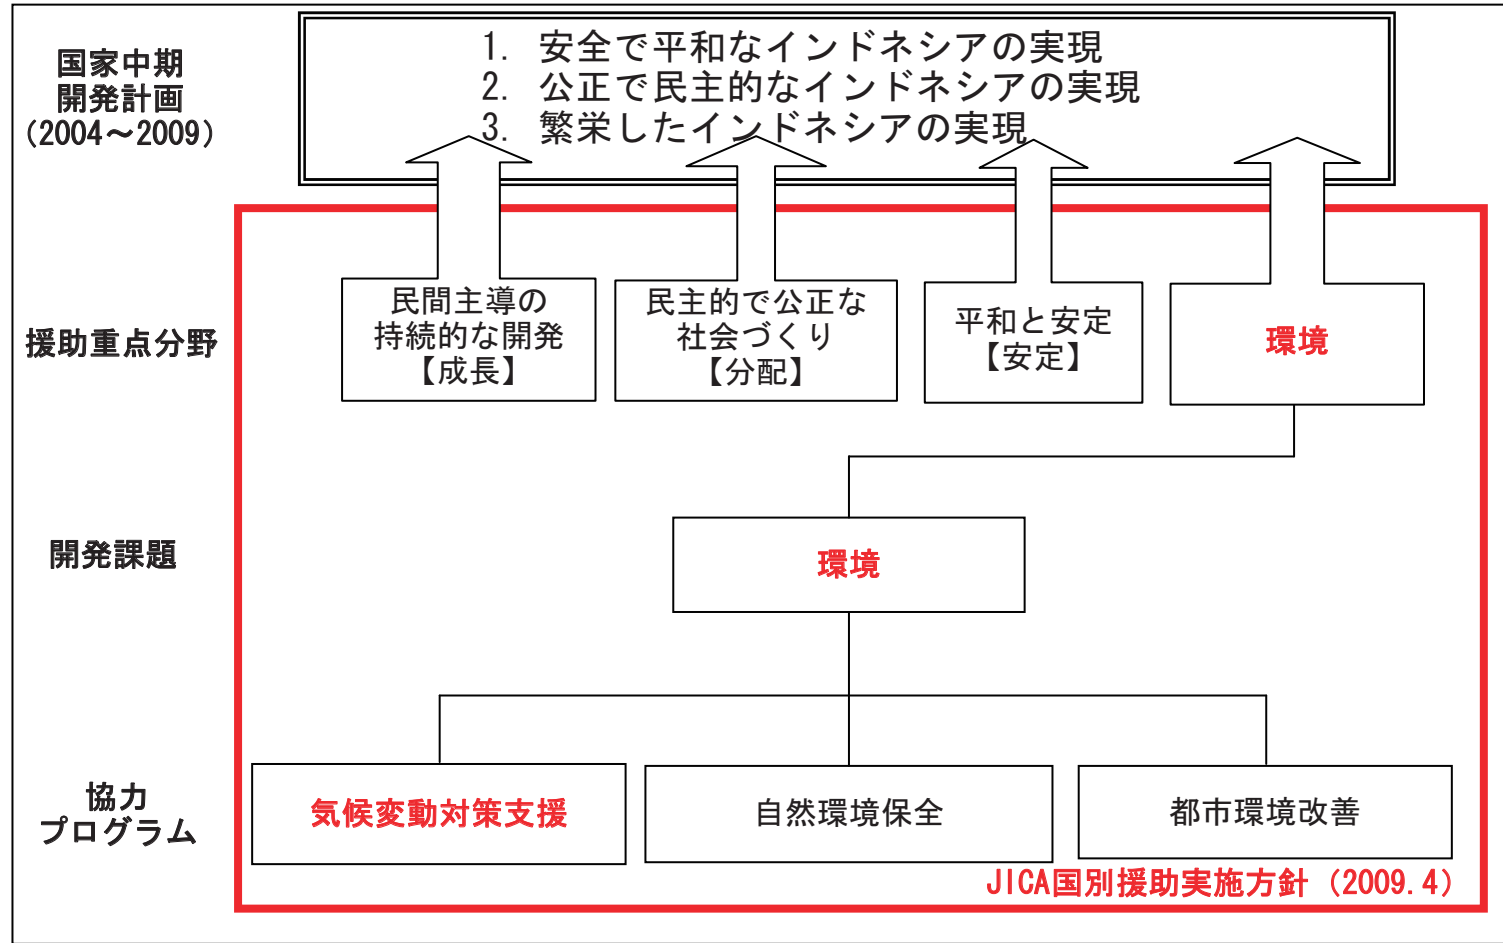 国家中期
開発計画
(2004～2009)
1. 安全で平和なインドネシアの実現
2. 公正で民主的なインドネシアの実現
3. 繁栄したインドネシアの実現
援助重点分野
民間主導の
持続的な開発
【成長】
民主的で公正な
社会づくり
【分配】
平和と安定
【安定】
環境
開発課題
環境
協力
プログラム
気候変動対策支援
自然環境保全
都市環境改善
JICA国別援助実施方針 (2009.4)